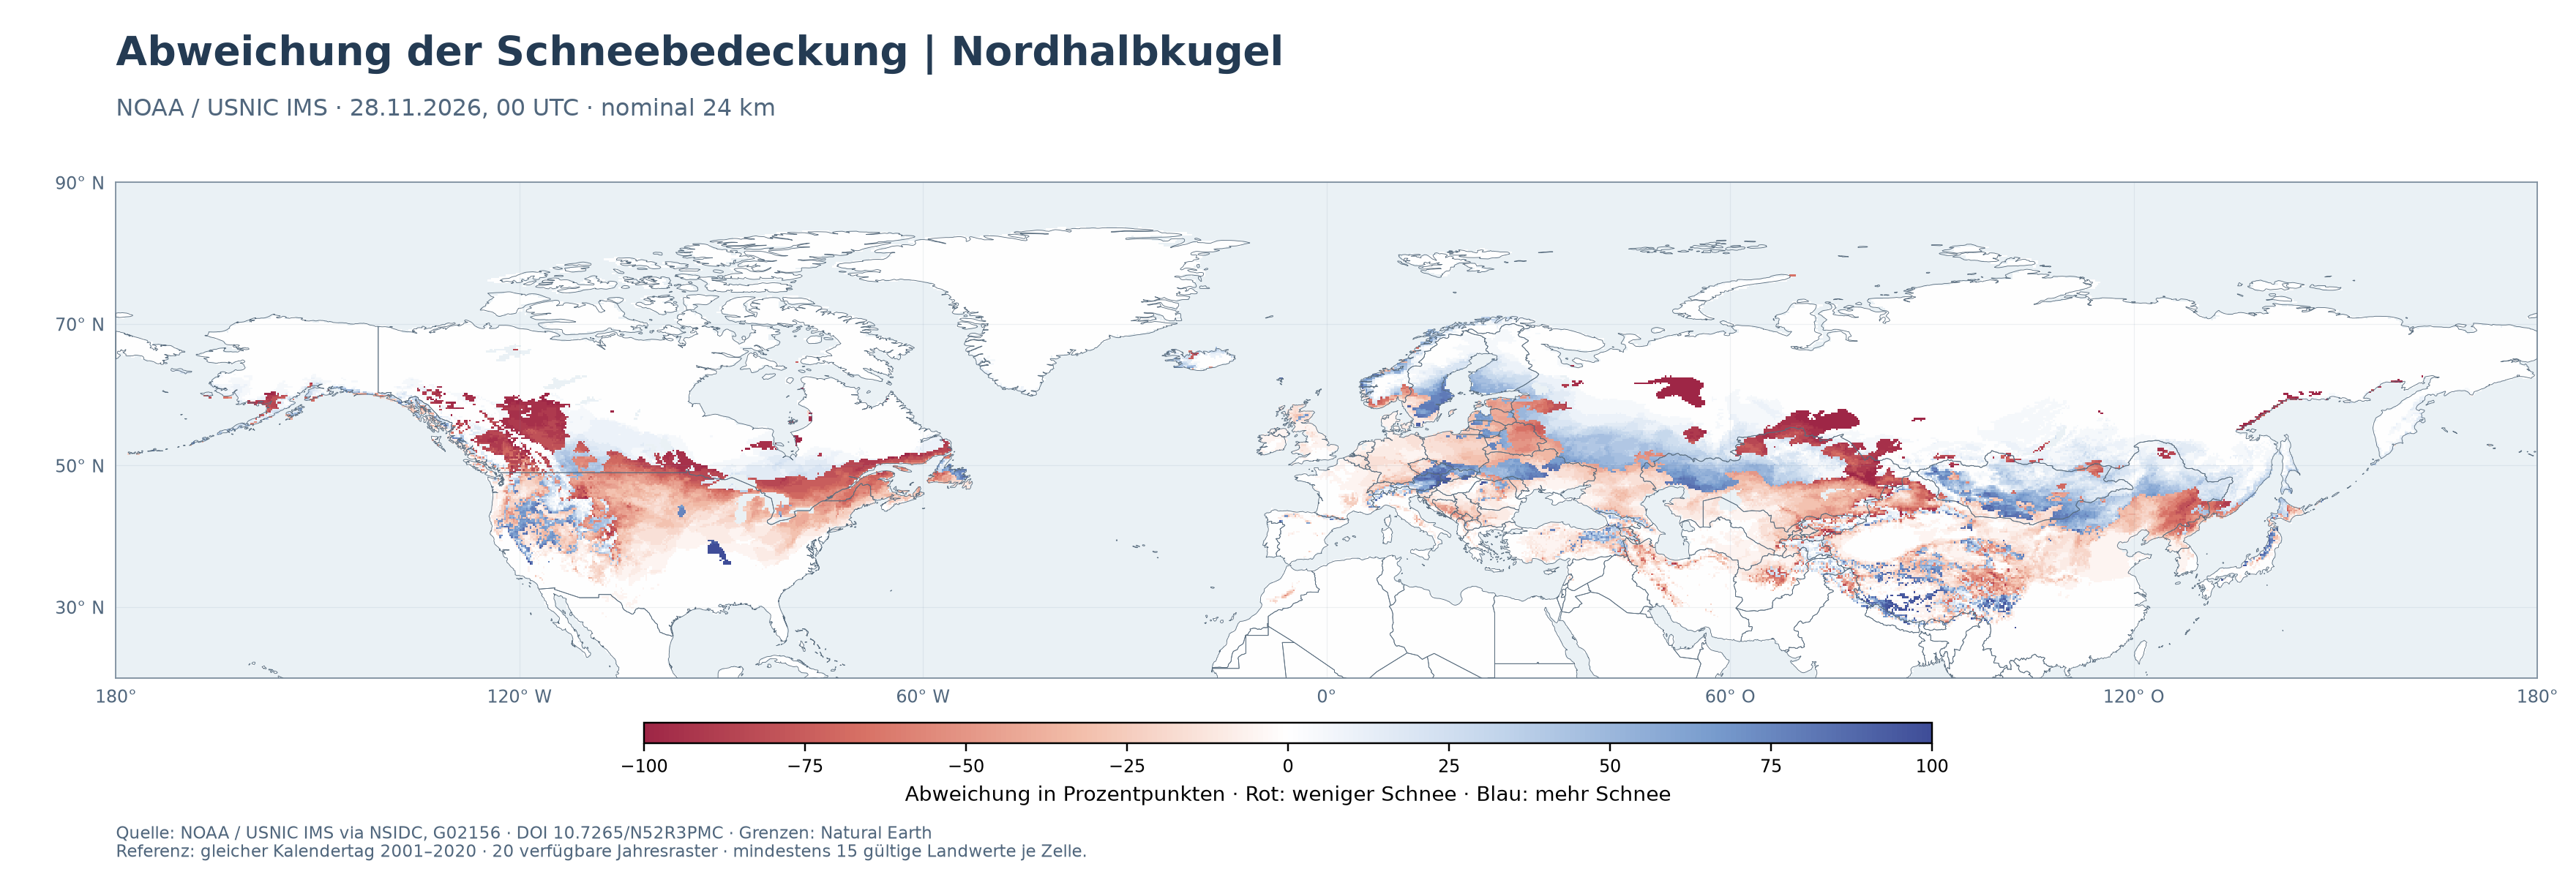 Abweichung der Schneebedeckung | Nordhalbkugel
NOAA / USNIC IMS · 28.11.2026, 00 UTC · nominal 24 km
90° N
70° N
50° N
30° N
180° 120° W 60° W 0° 60° O 120° O 180°
−100 −75 −50 −25 0 25 50 75 100
Abweichung in Prozentpunkten · Rot: weniger Schnee · Blau: mehr Schnee
Quelle: NOAA / USNIC IMS via NSIDC, G02156 · DOI 10.7265/N52R3PMC · Grenzen: Natural Earth
Referenz: gleicher Kalendertag 2001–2020 · 20 verfügbare Jahresraster · mindestens 15 gültige Landwerte je Zelle.